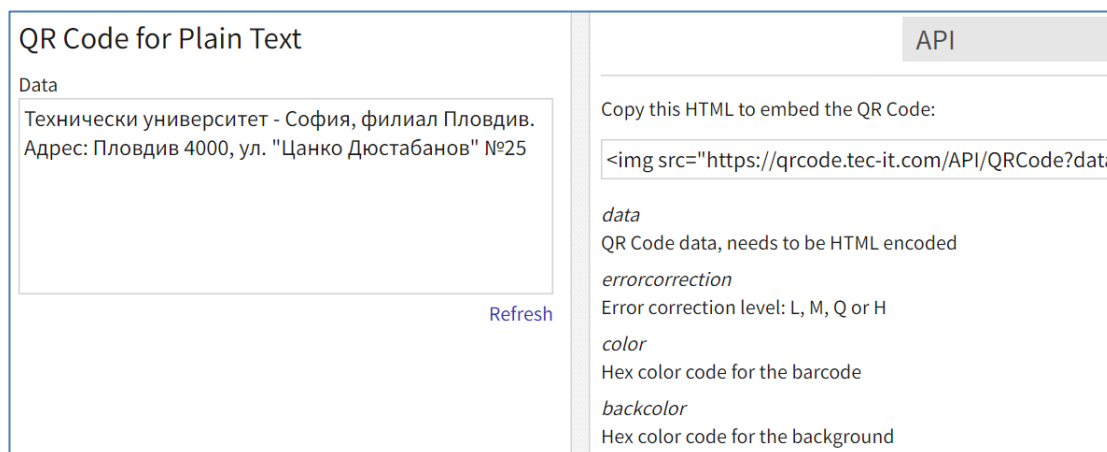 QR Code for Plain Text
Data
Технически университет - София, филиал Пловдив.
Адрес: Пловдив 4000, ул. "Цанко Дюстабанов" №25
Refresh
API
Copy this HTML to embed the QR Code:
<img src="https://qrcode.tec-it.com/API/QRCode?data
data
QR Code data, needs to be HTML encoded
errorcorrection
Error correction level: L, M, Q or H
color
Hex color code for the barcode
backcolor
Hex color code for the background